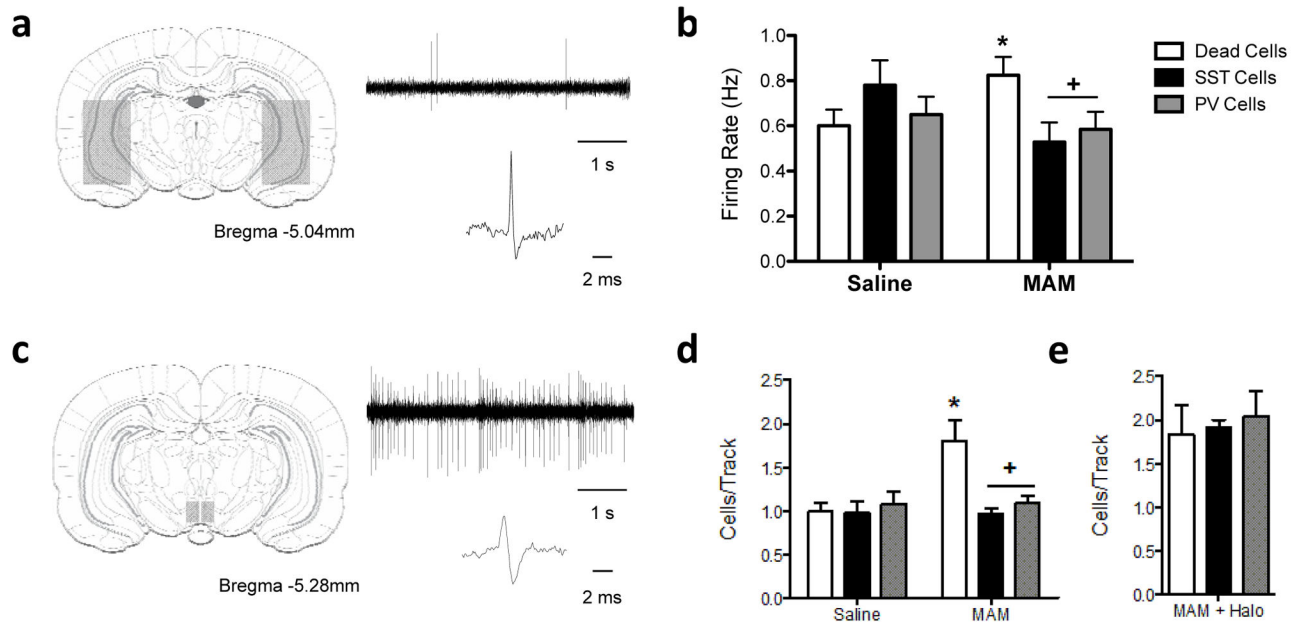 a
1 s
2 ms
Bregma -5.04mm
b
Firing Rate (Hz)
1.0
0.8
0.6
0.4
0.2
0.0
*
+
Saline
MAM
Dead Cells
SST Cells
PV Cells
c
1 s
2 ms
Bregma -5.28mm
d
Cells/Track
2.5
2.0
1.5
1.0
0.5
0.0
*
+
Saline
MAM
e
Cells/Track
2.5
2.0
1.5
1.0
0.5
0.0
MAM + Halo